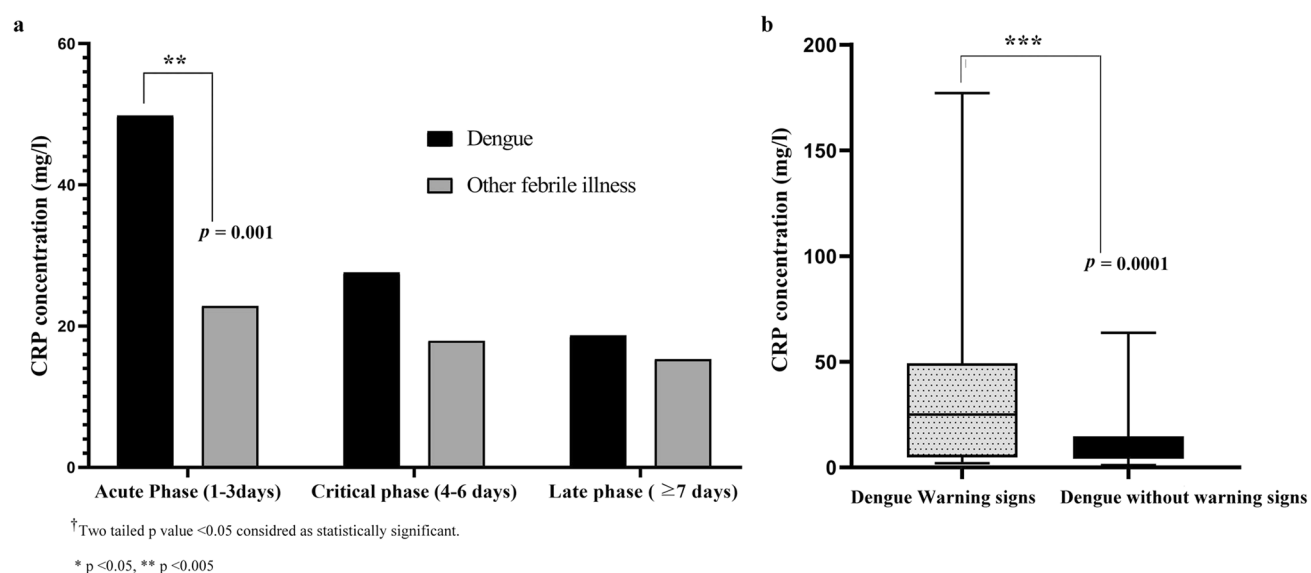 a
CRP concentration (mg/l)
60
40
20
0
**
p = 0.001
Dengue
Other febrile illness
Acute Phase (1-3days)
Critical phase (4-6 days)
Late phase ( ≥7 days)
†Two tailed p value <0.05 considred as statistically significant.
* p <0.05, ** p <0.005
b
CRP concentration (mg/l)
200
150
100
50
0
***
p = 0.0001
Dengue Warning signs
Dengue without warning signs